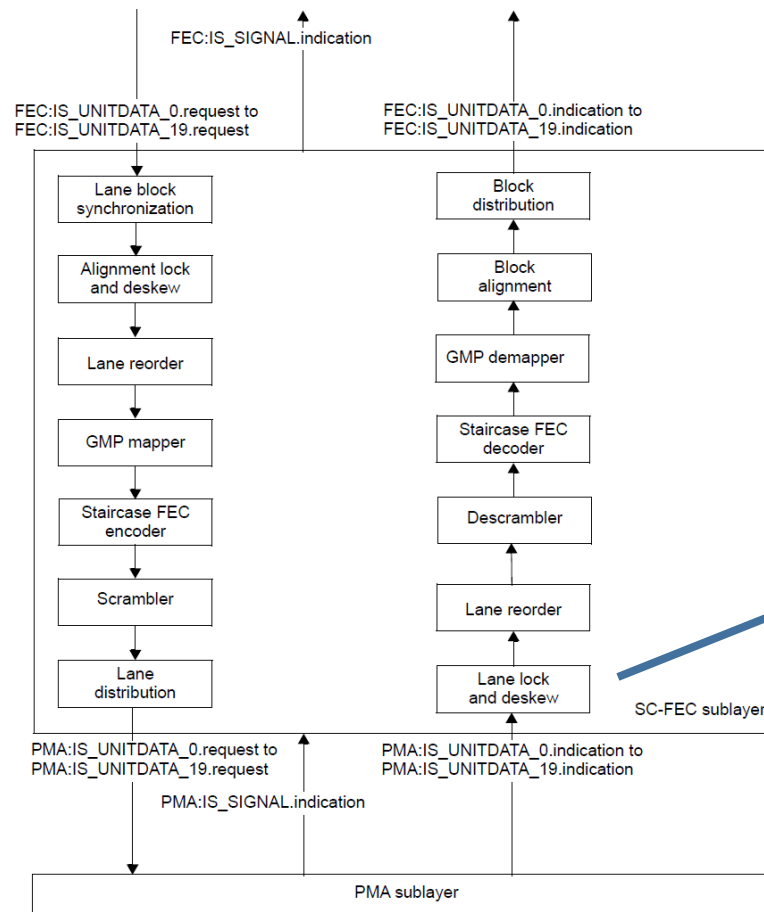 FEC:IS_SIGNAL.indication
FEC:IS_UNITDATA_0.request to
FEC:IS_UNITDATA_19.request
FEC:IS_UNITDATA_0.indication to
FEC:IS_UNITDATA_19.indication
Lane block
synchronization
Alignment lock
and deskew
Lane reorder
GMP mapper
Staircase FEC
encoder
Scrambler
Lane
distribution
Block
distribution
Block
alignment
GMP demapper
Staircase FEC
decoder
Descrambler
Lane reorder
Lane lock
and deskew
SC-FEC sublayer
PMA:IS_UNITDATA_0.request to
PMA:IS_UNITDATA_19.request
PMA:IS_UNITDATA_0.indication to
PMA:IS_UNITDATA_19.indication
PMA:IS_SIGNAL.indication
PMA sublayer